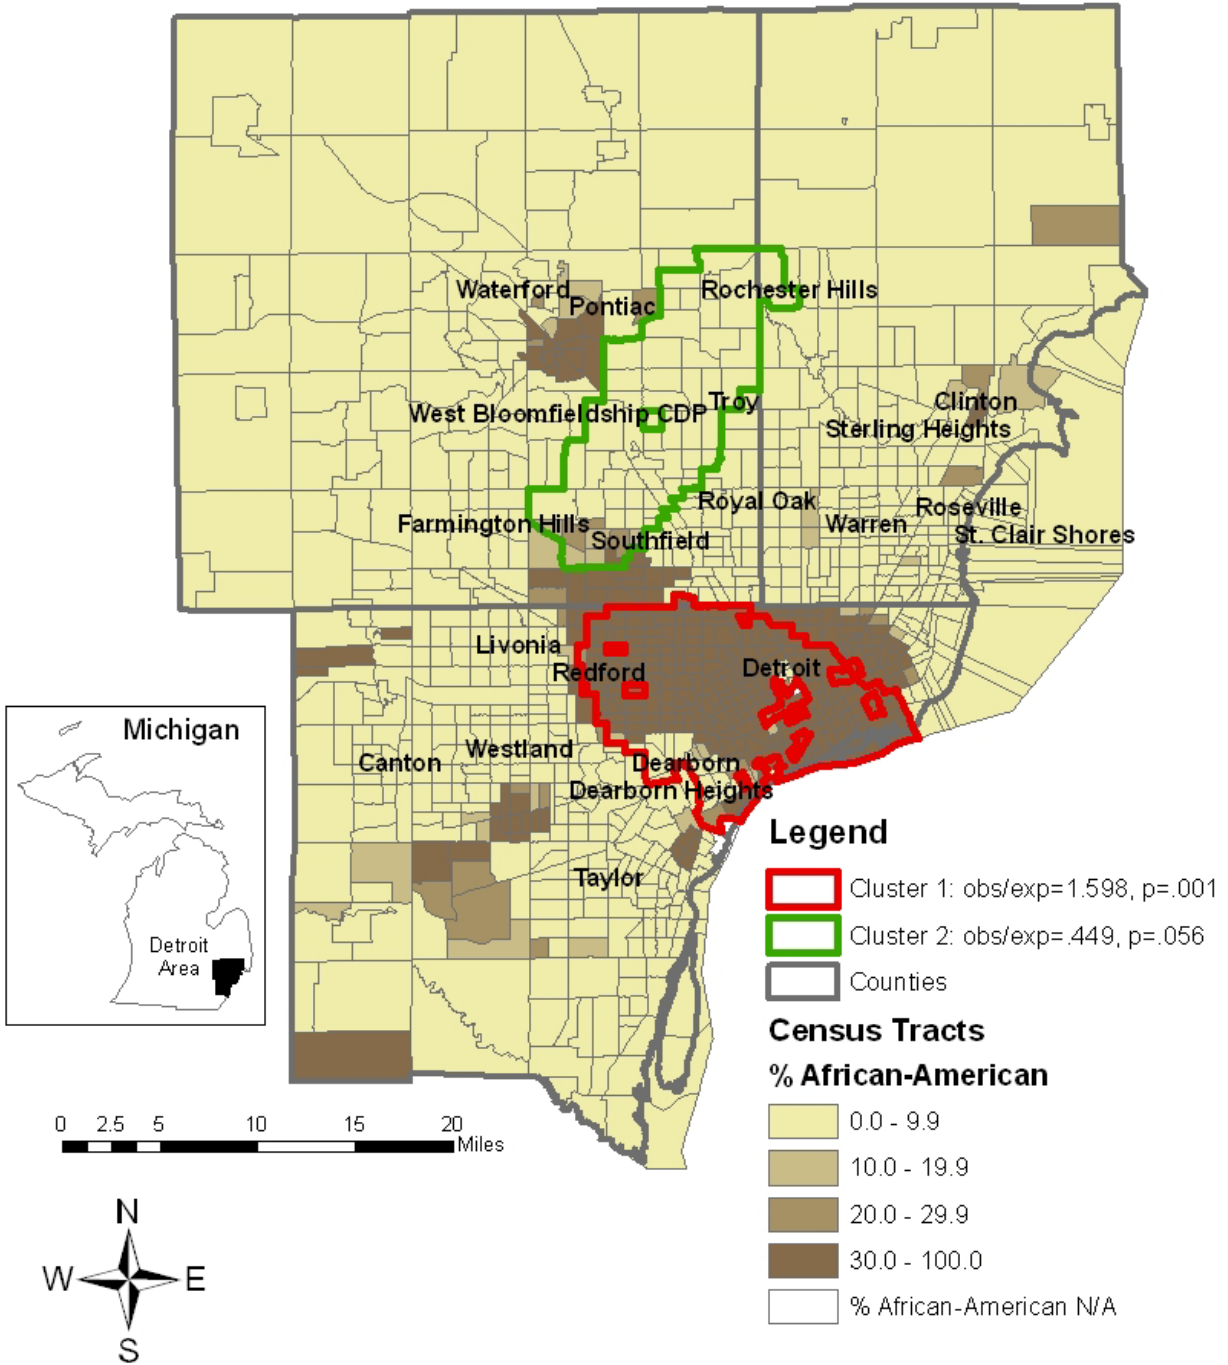 Waterford
Pontiac
Rochester Hills
West Bloomfieldship CDP
Troy
Clinton
Sterling Heights
Royal Oak
Roseville
Farmington Hills
Warren
Southfield
St. Clair Shores
Livonia
Redford
Detroit
Canton
Westland
Dearborn
Dearborn Heights
Taylor
Michigan
Detroit
Area
Legend
Cluster 1: obs/exp=1.598, p=.001
Cluster 2: obs/exp=.449, p=.056
Counties
Census Tracts
% African-American
0.0 - 9.9
10.0 - 19.9
20.0 - 29.9
30.0 - 100.0
% African-American N/A
0 2.5 5 10 15 20
Miles
N
W E
S